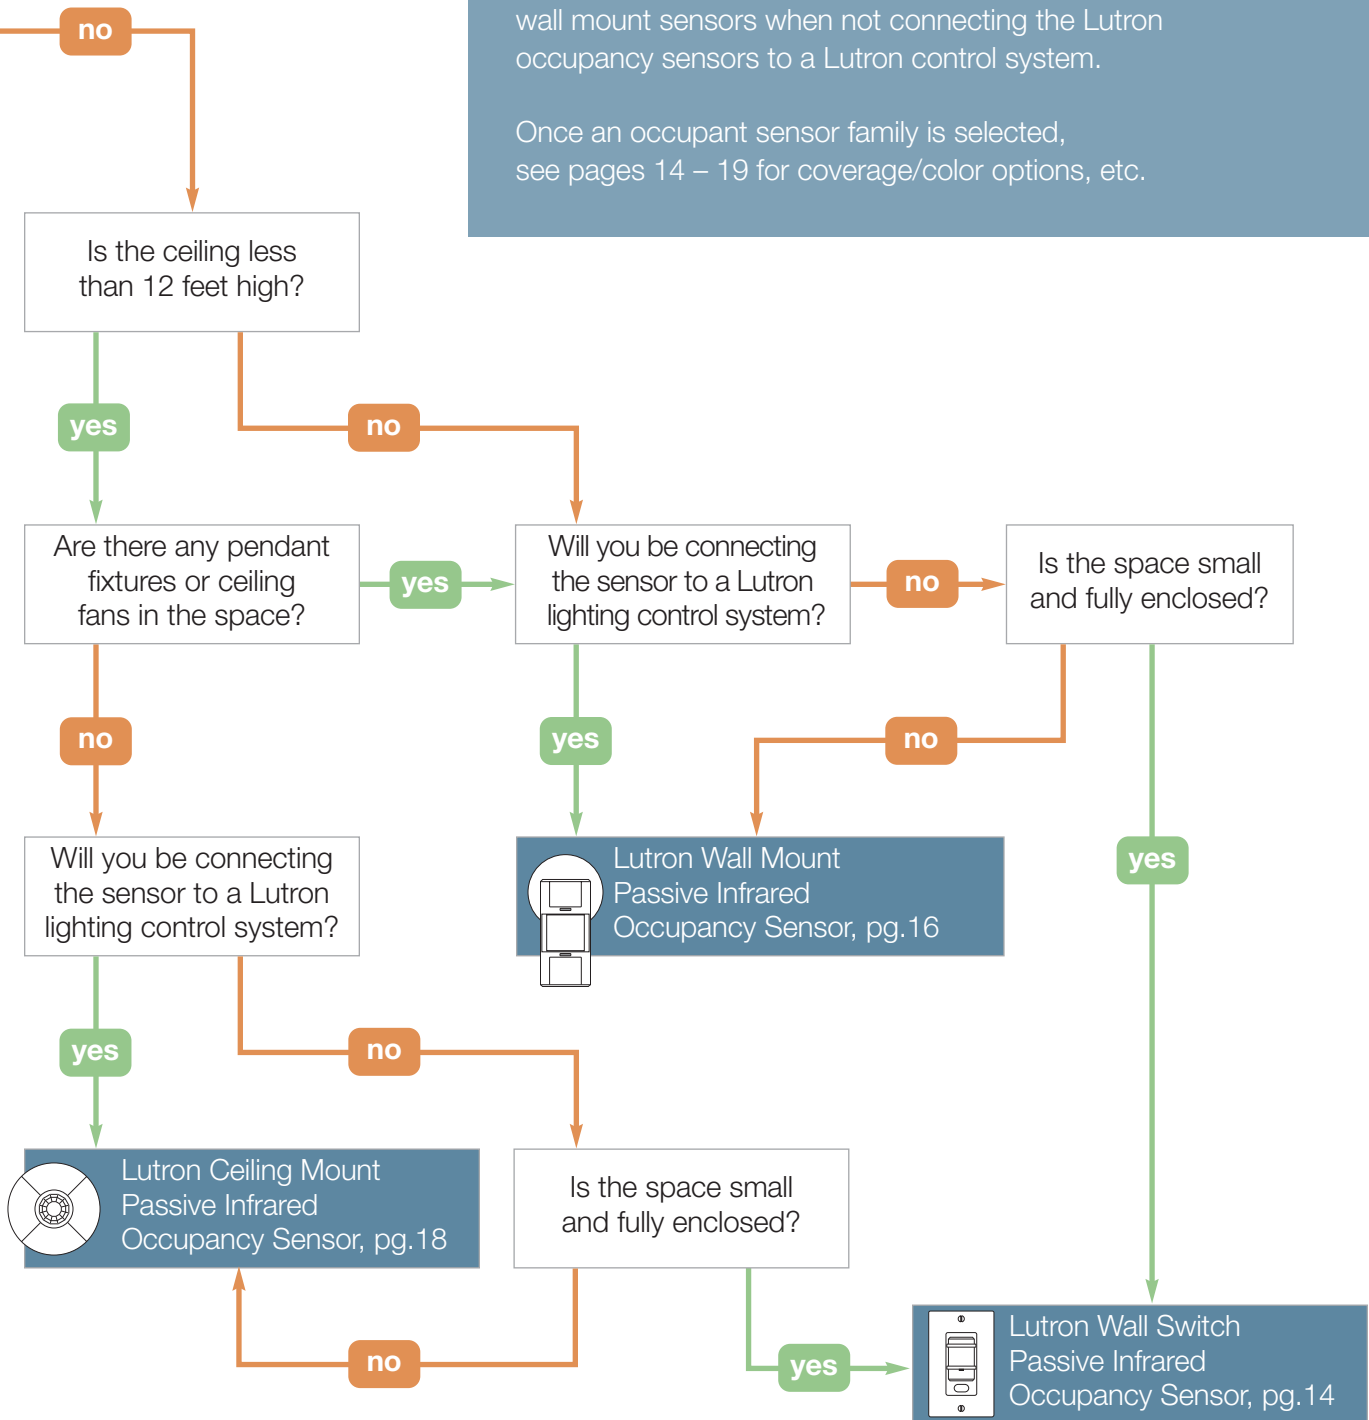 no
wall mount sensors when not connecting the Lutron
occupancy sensors to a Lutron control system.
Once an occupant sensor family is selected,
see pages 14 – 19 for coverage/color options, etc.
Is the ceiling less
than 12 feet high?
yes
no
Are there any pendant
fixtures or ceiling
fans in the space?
yes
Will you be connecting
the sensor to a Lutron
lighting control system?
no
Is the space small
and fully enclosed?
no
yes
no
yes
Will you be connecting
the sensor to a Lutron
lighting control system?
Lutron Wall Mount
Passive Infrared
Occupancy Sensor, pg.16
yes
no
Lutron Ceiling Mount
Passive Infrared
Occupancy Sensor, pg.18
Is the space small
and fully enclosed?
no
yes
Lutron Wall Switch
Passive Infrared
Occupancy Sensor, pg.14